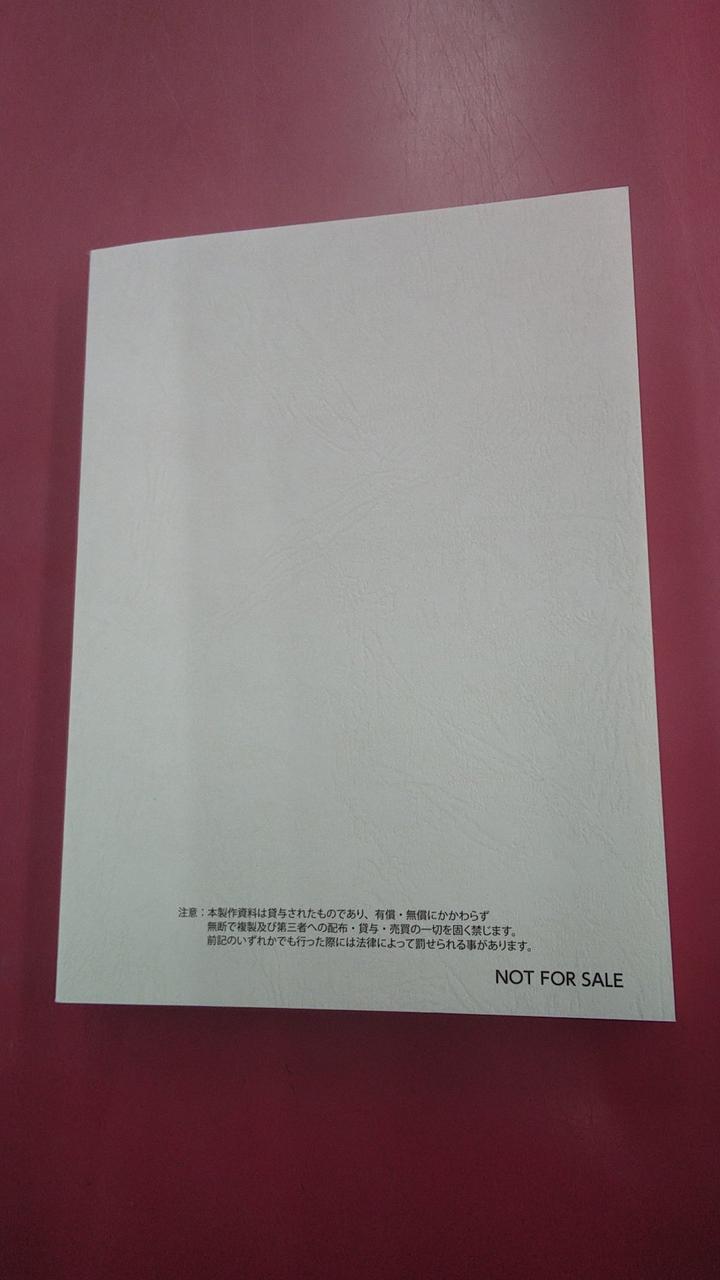 注意：本製作資料は貸与されたものであり、有償・無償にかかわらず
無断で複製及び第三者への配布・貸与・売買の一切を固く禁じます。
前記のいずれかでも行った際には法律によって罰せられる事があります。
NOT FOR SALE